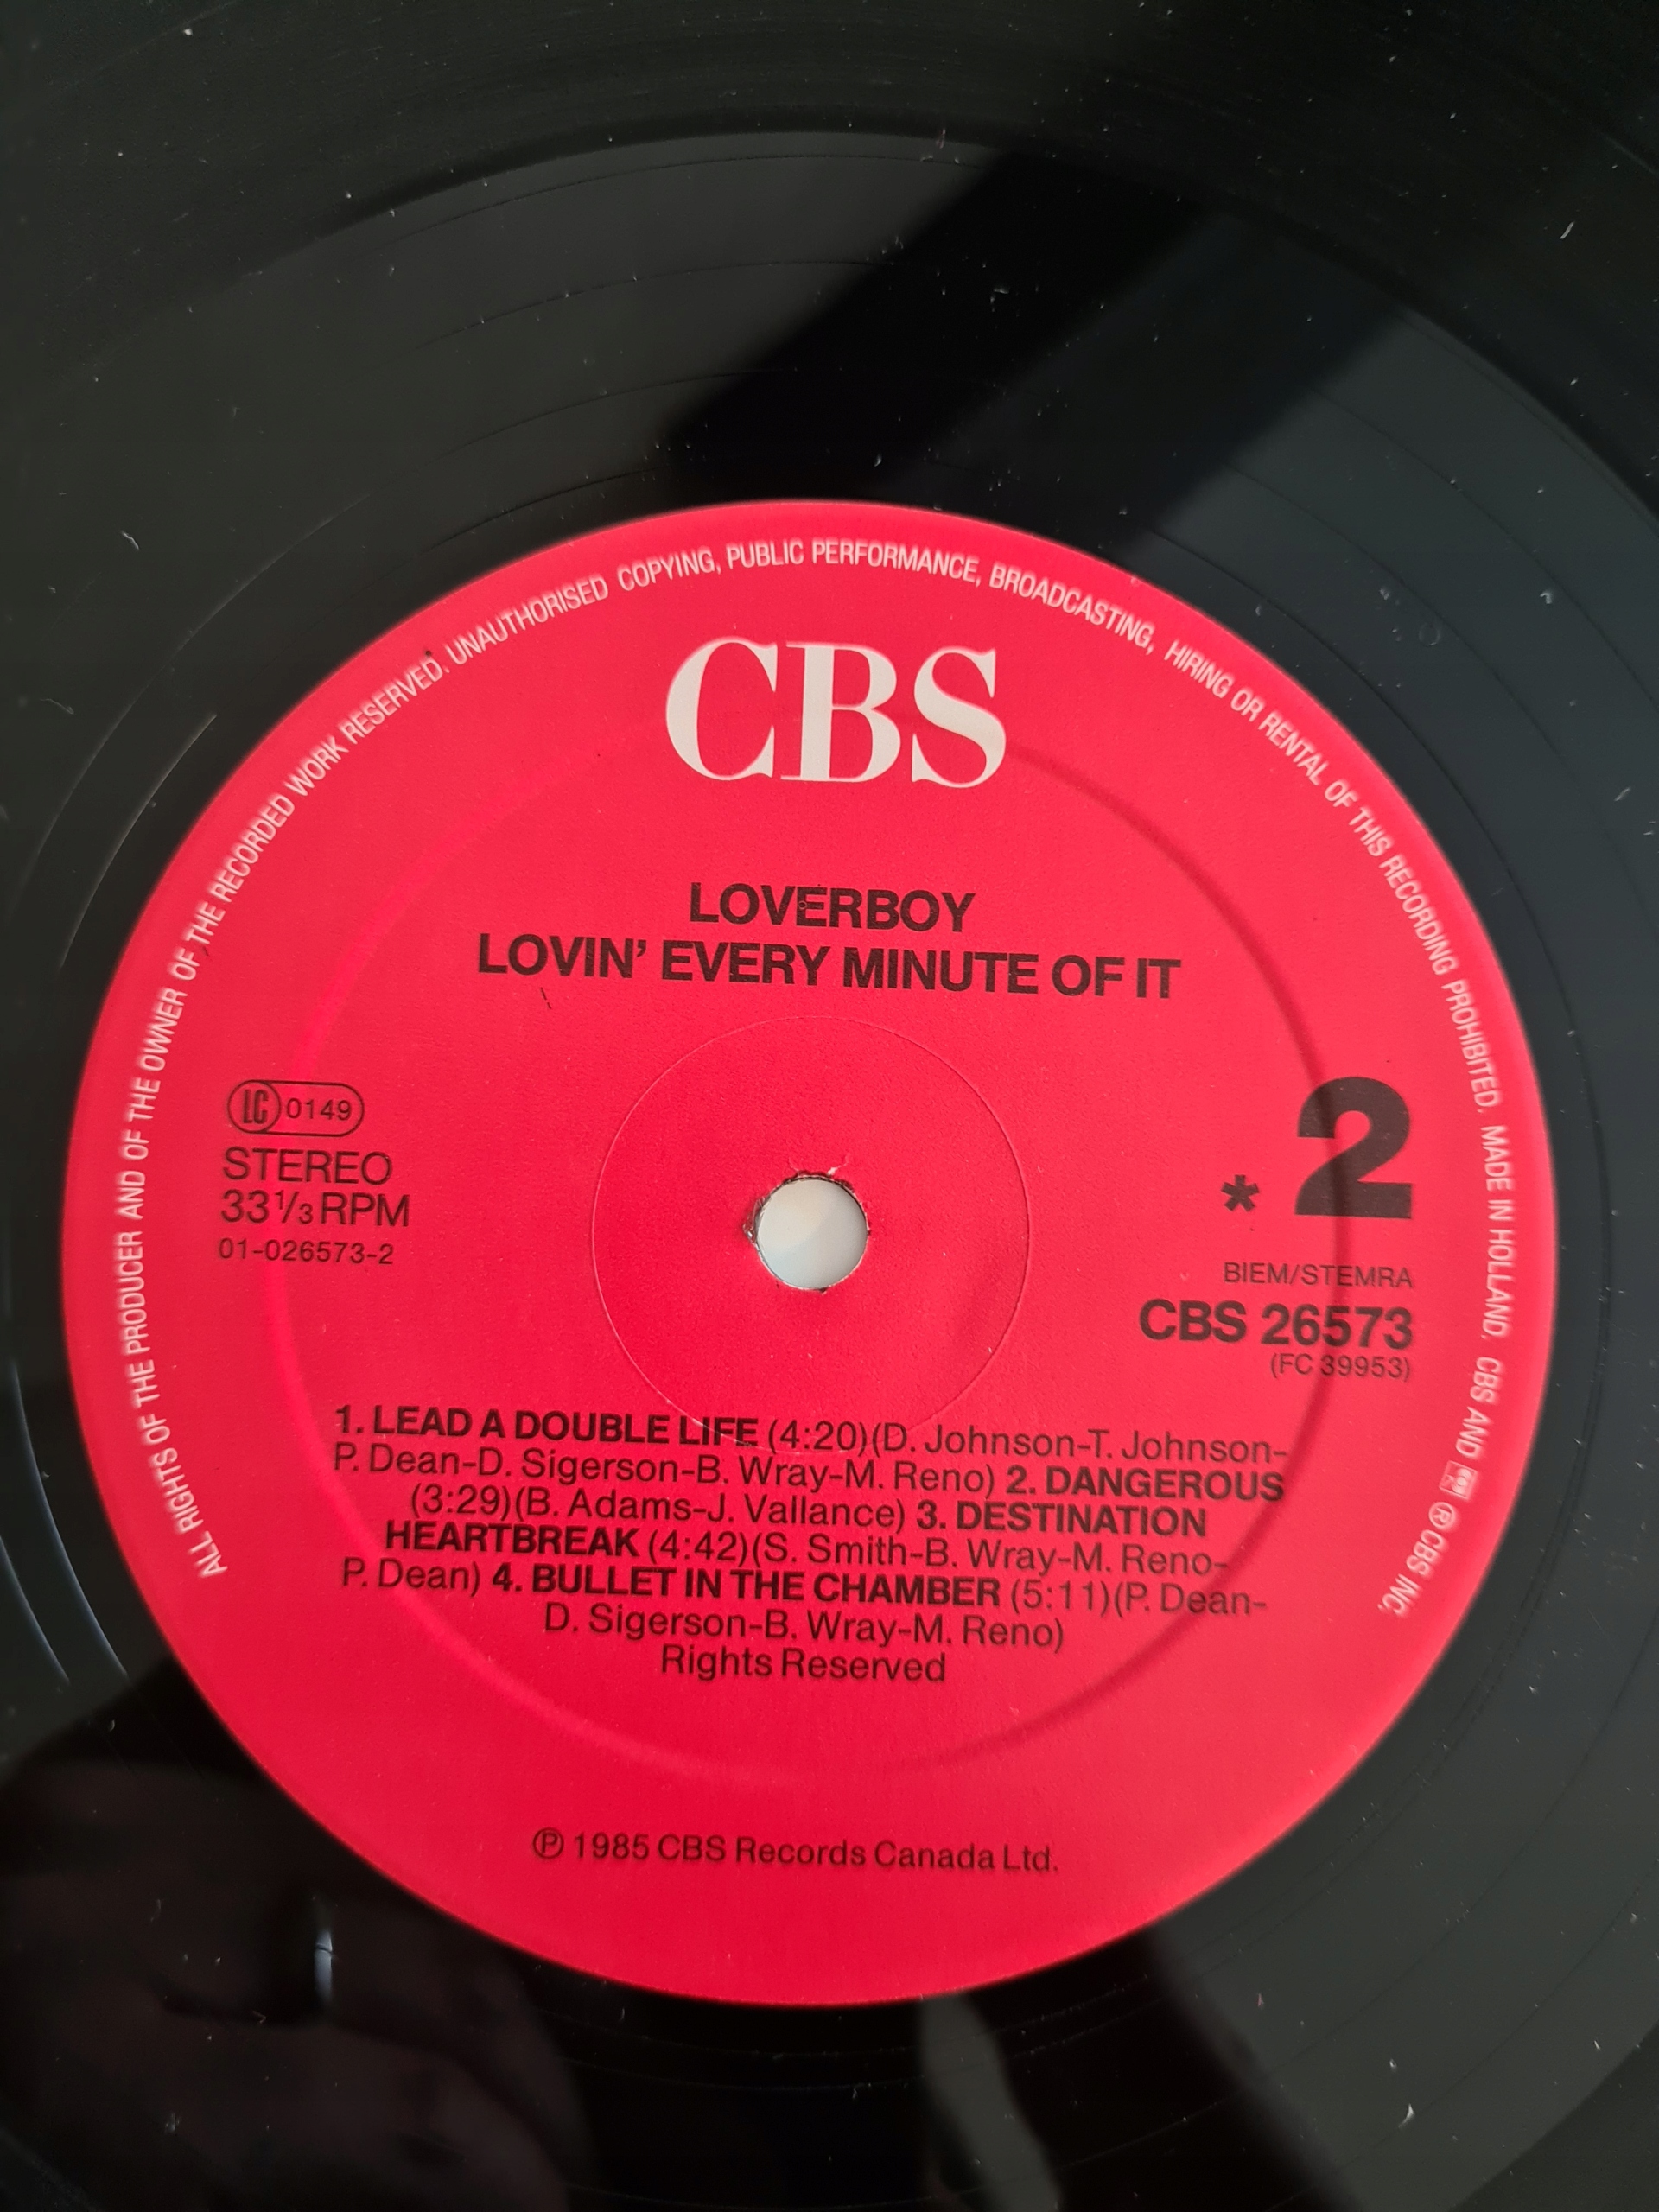 ALL RIGHTS OF THE PRODUCER AND OF THE OWNER OF THE RECORDED WORK RESERVED. UNAUTHORISED COPYING, PUBLIC PERFORMANCE, BROADCASTING, HIRING OR RENTAL OF THIS RECORDING PROHIBITED. MADE IN HOLLAND. CBS AND ® CBS INC.
CBS
LOVERBOY
LOVIN' EVERY MINUTE OF IT
LC 0149
STEREO
33 1/3 RPM
01-026573-2
* 2
BIEM/STEMRA
CBS 26573
(FC 39953)
1. LEAD A DOUBLE LIFE (4:20)(D. Johnson-T. Johnson-
P. Dean-D. Sigerson-B. Wray-M. Reno) 2. DANGEROUS
(3:29)(B. Adams-J. Vallance) 3. DESTINATION
HEARTBREAK (4:42)(S. Smith-B. Wray-M. Reno-
P. Dean) 4. BULLET IN THE CHAMBER (5:11)(P. Dean-
D. Sigerson-B. Wray-M. Reno)
Rights Reserved
℗ 1985 CBS Records Canada Ltd.